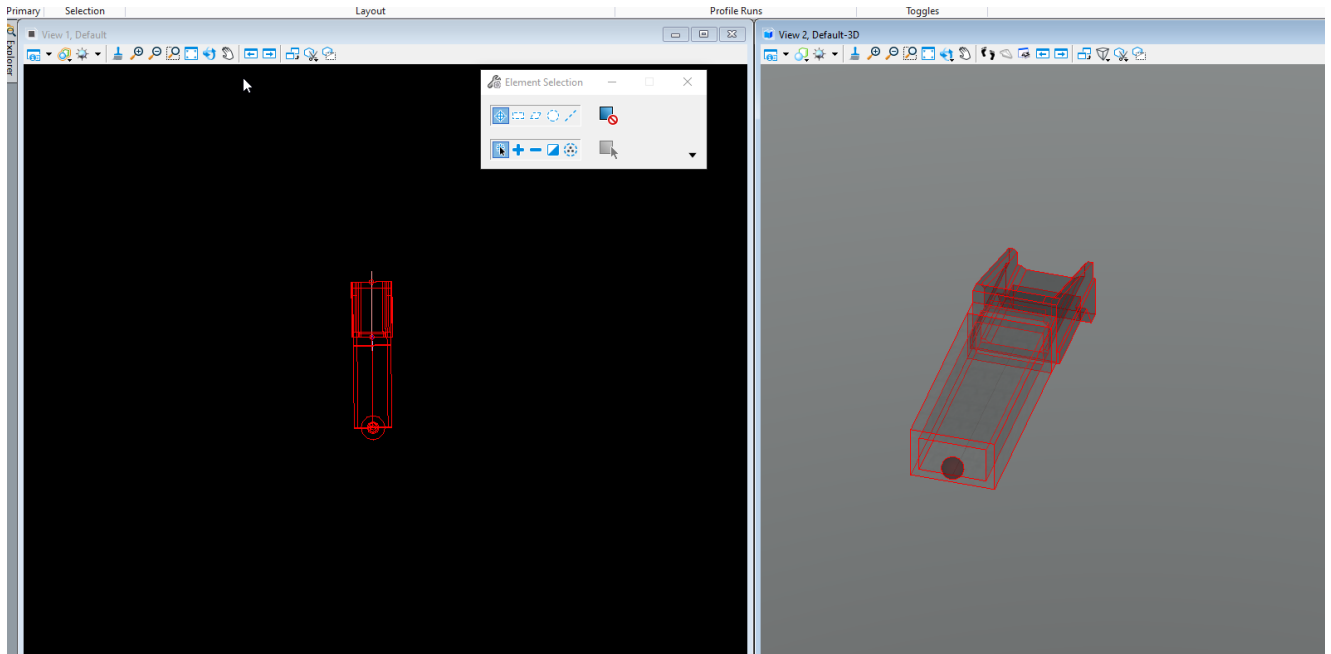 Primary Selection Layout Profile Runs Toggles
Explorer
View 1, Default
View 2, Default-3D
Element Selection